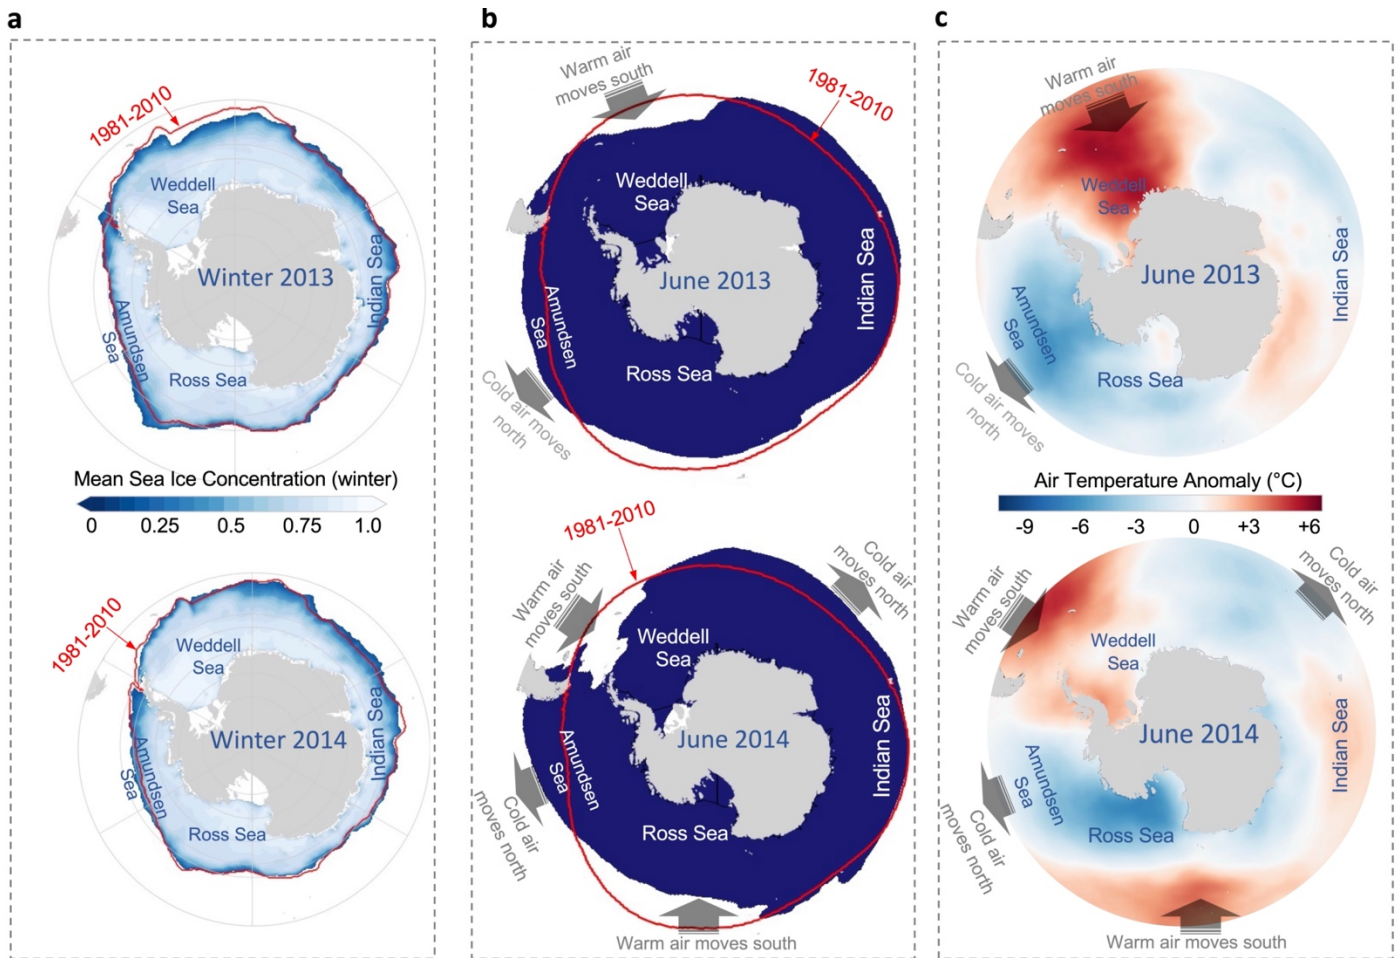 a
1981-2010
Weddell
Sea
Winter 2013
Indian Sea
Amundsen
Sea
Ross Sea
Mean Sea Ice Concentration (winter)
0 0.25 0.5 0.75 1.0
1981-2010
Weddell
Sea
Winter 2014
Indian Sea
Amundsen
Sea
Ross Sea
b
Warm air
moves south
1981-2010
Weddell
Sea
June 2013
Indian Sea
Amundsen
Sea
Ross Sea
Cold air moves
north
1981-2010
Warm air
moves south
Cold air
moves north
Weddell
Sea
June 2014
Indian Sea
Amundsen
Sea
Ross Sea
Cold air
moves north
Warm air moves south
c
Warm air
moves south
Weddell
Sea
June 2013
Indian Sea
Amundsen
Sea
Ross Sea
Cold air moves
north
Air Temperature Anomaly (°C)
-9 -6 -3 0 +3 +6
Warm air
moves south
Cold air
moves north
Weddell
Sea
June 2014
Indian Sea
Amundsen
Sea
Ross Sea
Cold air
moves north
Warm air moves south